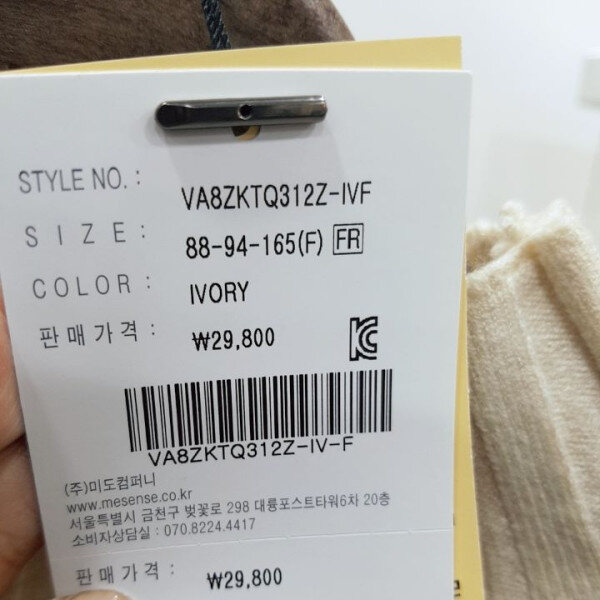 STYLE NO. : VA8ZKTQ312Z-IVF
SIZE : 88-94-165(F) FR
COLOR : IVORY
판매가격 : ₩29,800
VA8ZKTQ312Z-IV-F
(주)미도컴퍼니
www.mesense.co.kr
서울특별시 금천구 벚꽃로 298 대륭포스트타워6차 20층
소비자상담실 : 070.8224.4417
판매가격 : ₩29,800